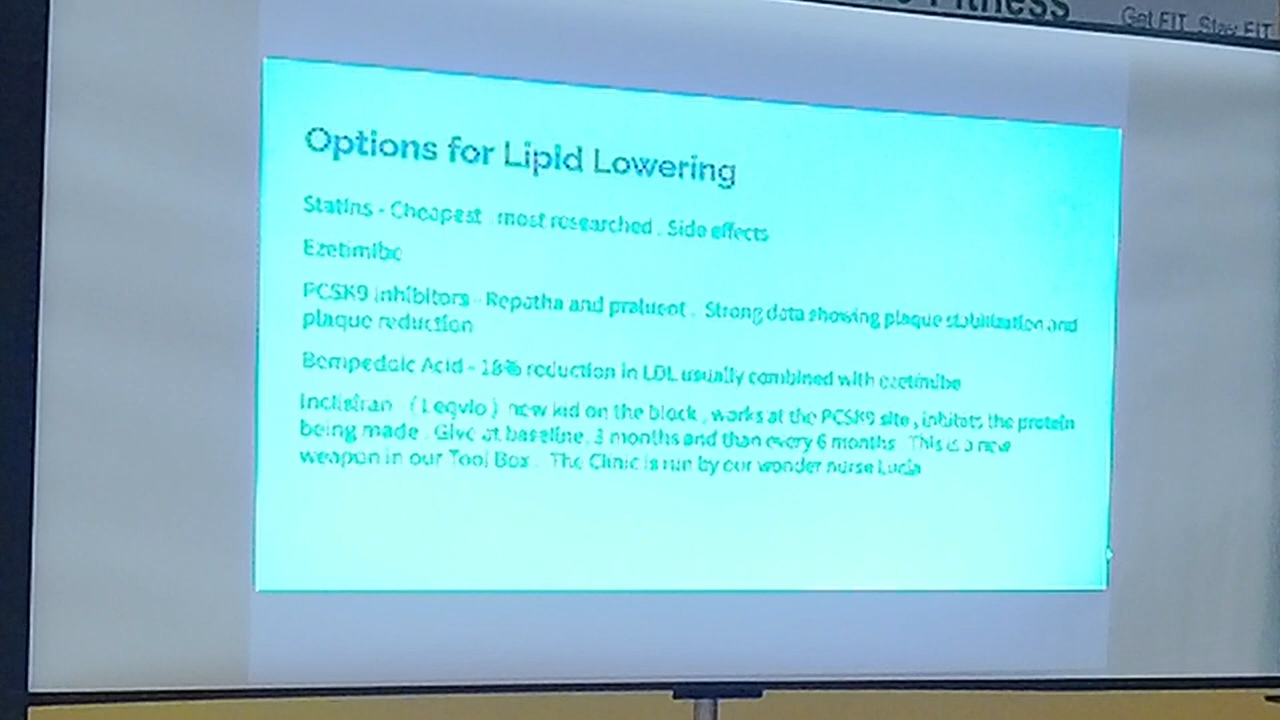 Fitness
Get FIT Stay FIT
Options for Lipid Lowering
Statins - Cheapest . most researched . Side effects
Ezetimibe
PCSK9 inhibitors - Repatha and praluent . Strong data showing plaque stabilization and
plaque reduction
Bempedoic Acid - 18% reduction in LDL usually combined with ezetimibe
Inclisiran ( Leqvio ) new kid on the block , works at the PCSK9 site , the protein
being made . Give at baseline, 3 months and than every 6 months . This is a new
weapon in our Tool Box . The Clinic is run by our wonder nurse Lucia